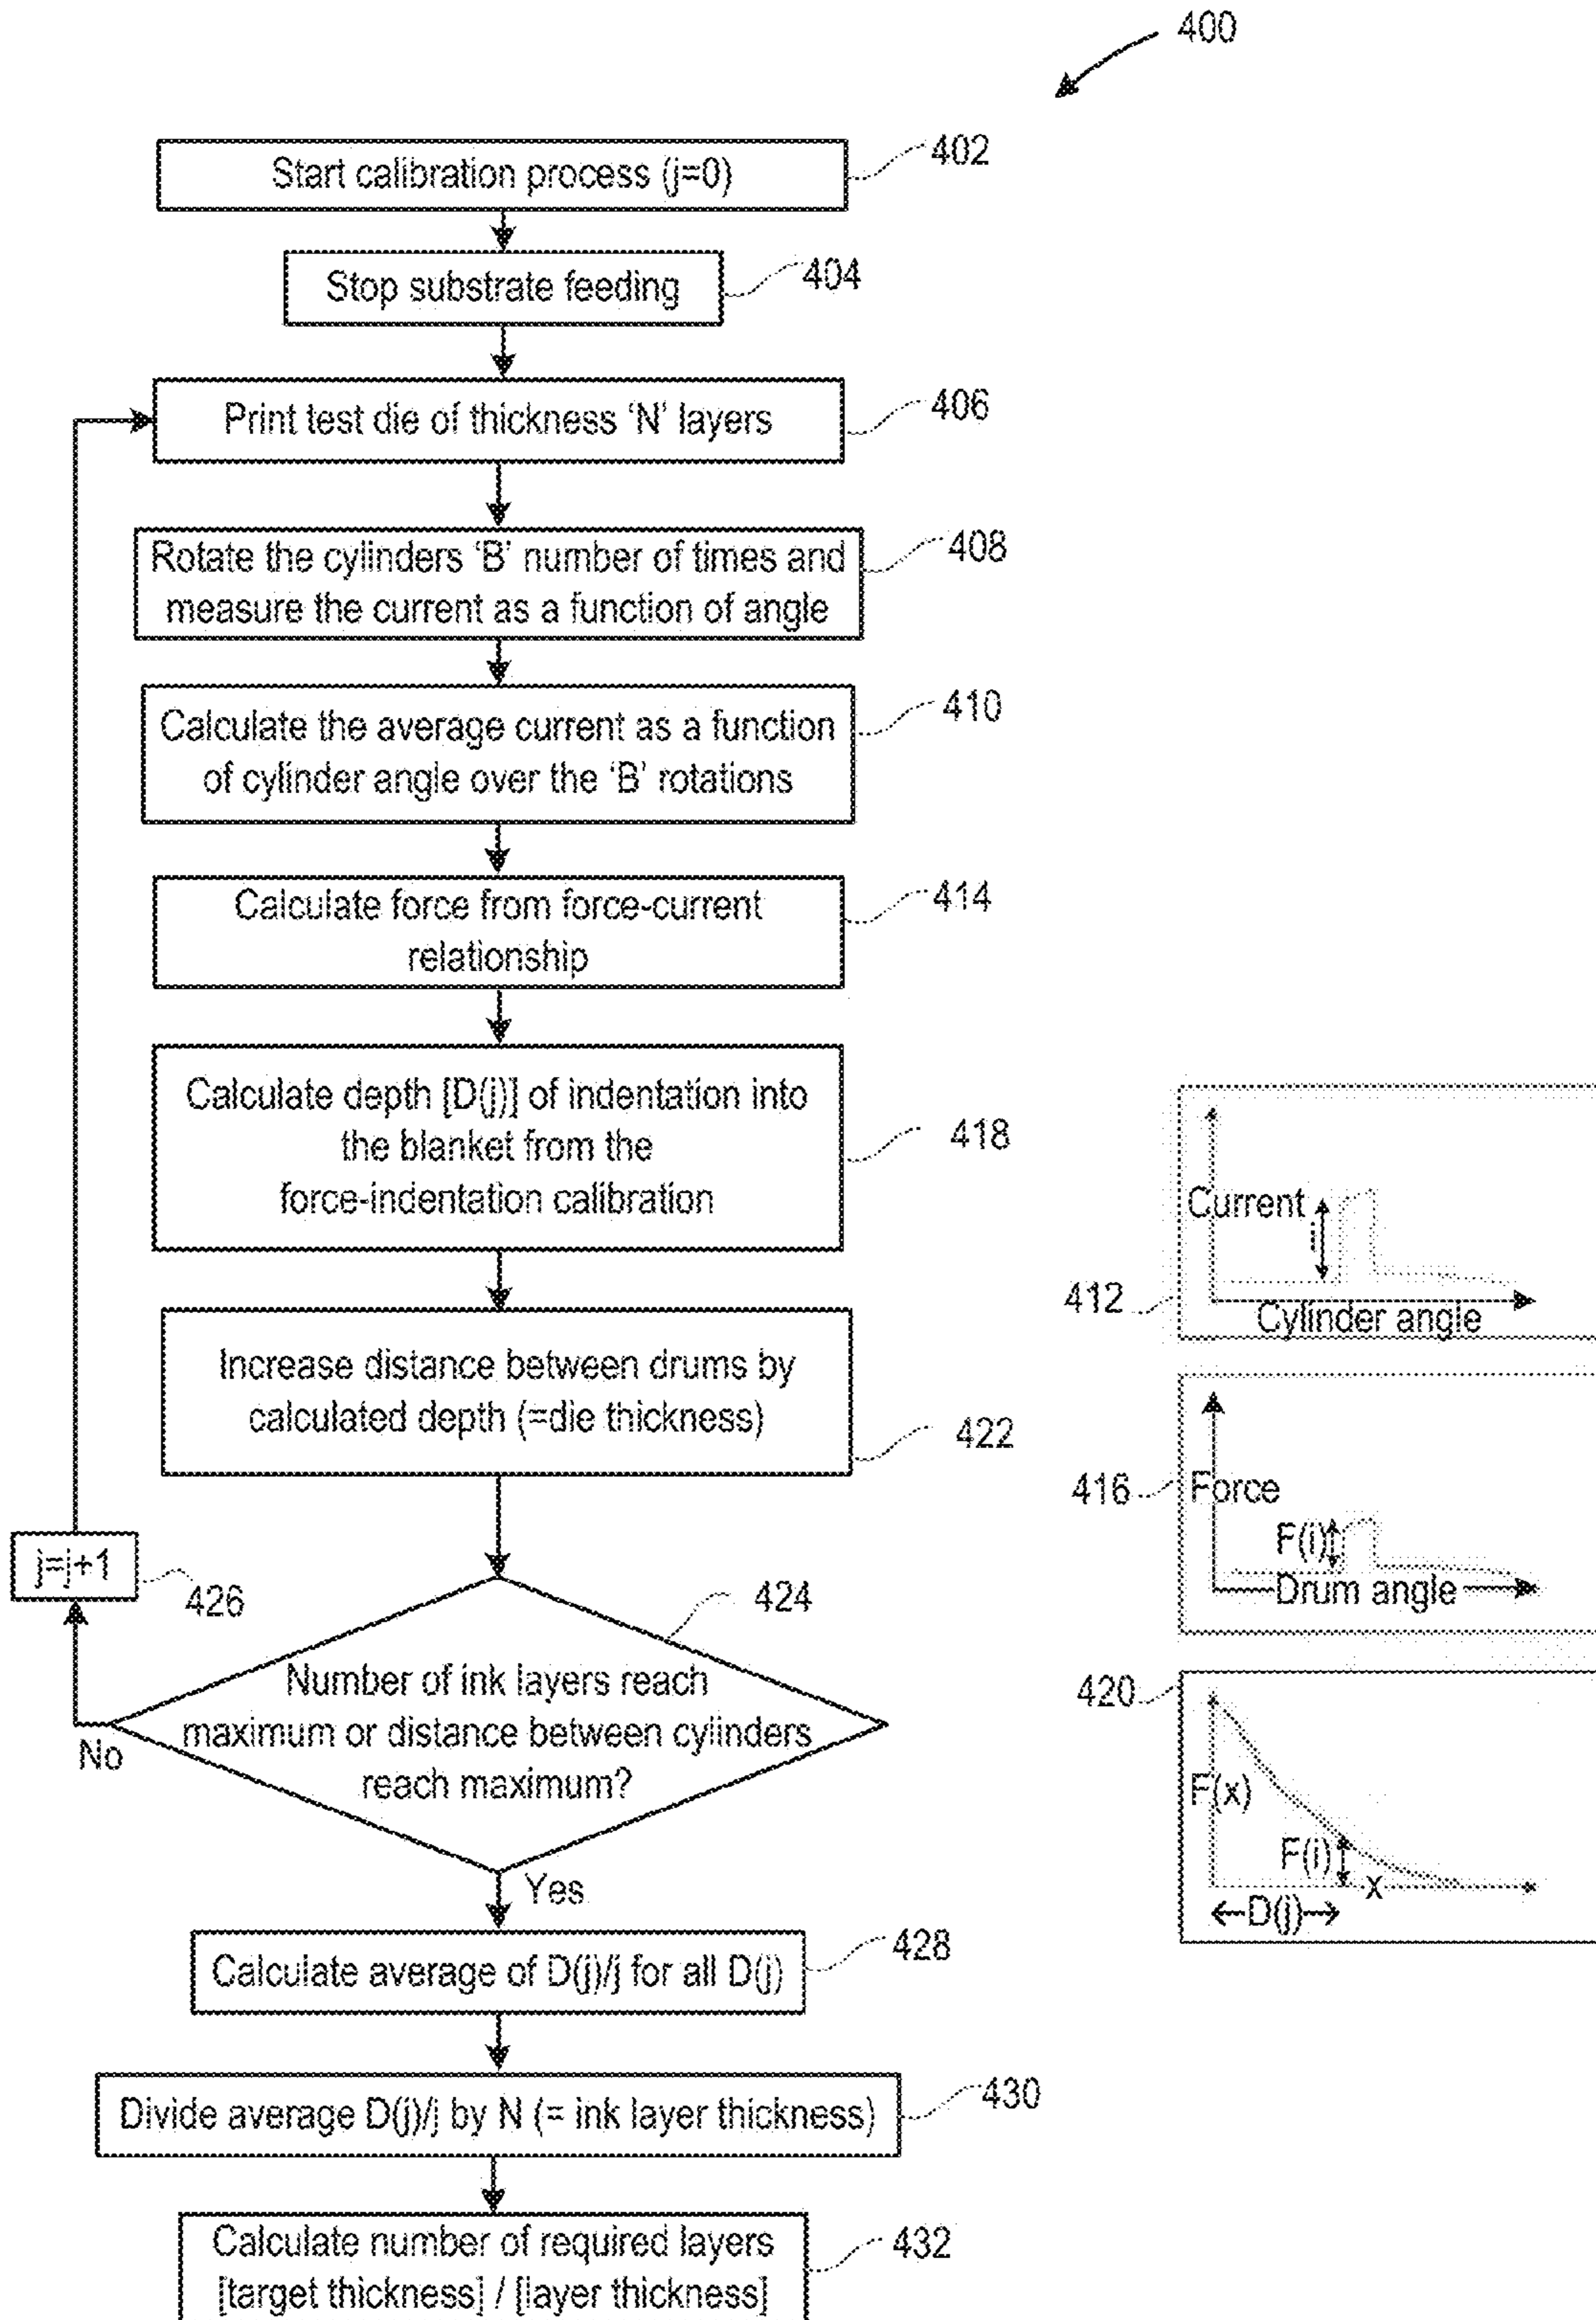 400
Start calibration process (j=0)
402
Stop substrate feeding
404
Print test die of thickness ‘N’ layers
406
Rotate the cylinders ‘B’ number of times and
measure the current as a function of angle
408
Calculate the average current as a function
of cylinder angle over the ‘B’ rotations
410
Calculate force from force-current
relationship
414
Calculate depth [D(j)] of indentation into
the blanket from the
force-indentation calibration
418
Increase distance between drums by
calculated depth (=die thickness)
422
j=j+1
426
Number of ink layers reach
maximum or distance between cylinders
reach maximum?
424
No
Yes
Calculate average of D(j)/j for all D(j)
428
Divide average D(j)/j by N (= ink layer thickness)
430
Calculate number of required layers
[target thickness] / [layer thickness]
432
Current
i
Cylinder angle
412
Force
F(i)
Drum angle
416
420
F(x)
F(i)
x
D(j)